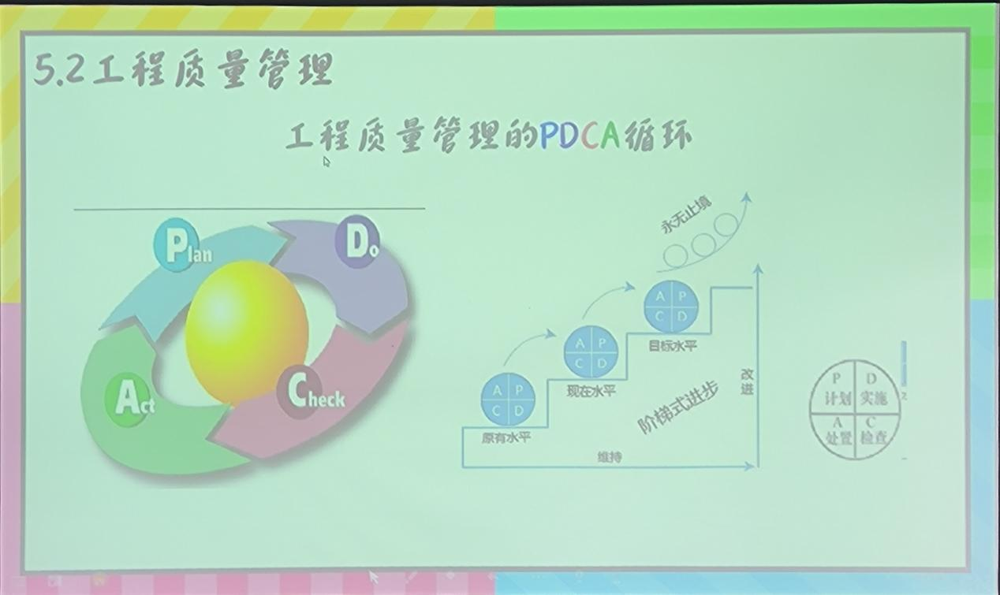 5.2工程质量管理
工程质量管理的PDCA循环
Plan
Do
Act
Check
永无止境
A P
C D
目标水平
A P
C D
现在水平
A P
C D
原有水平
阶梯式进步
改进
维持
P D
计划 实施
A C
处置 检查